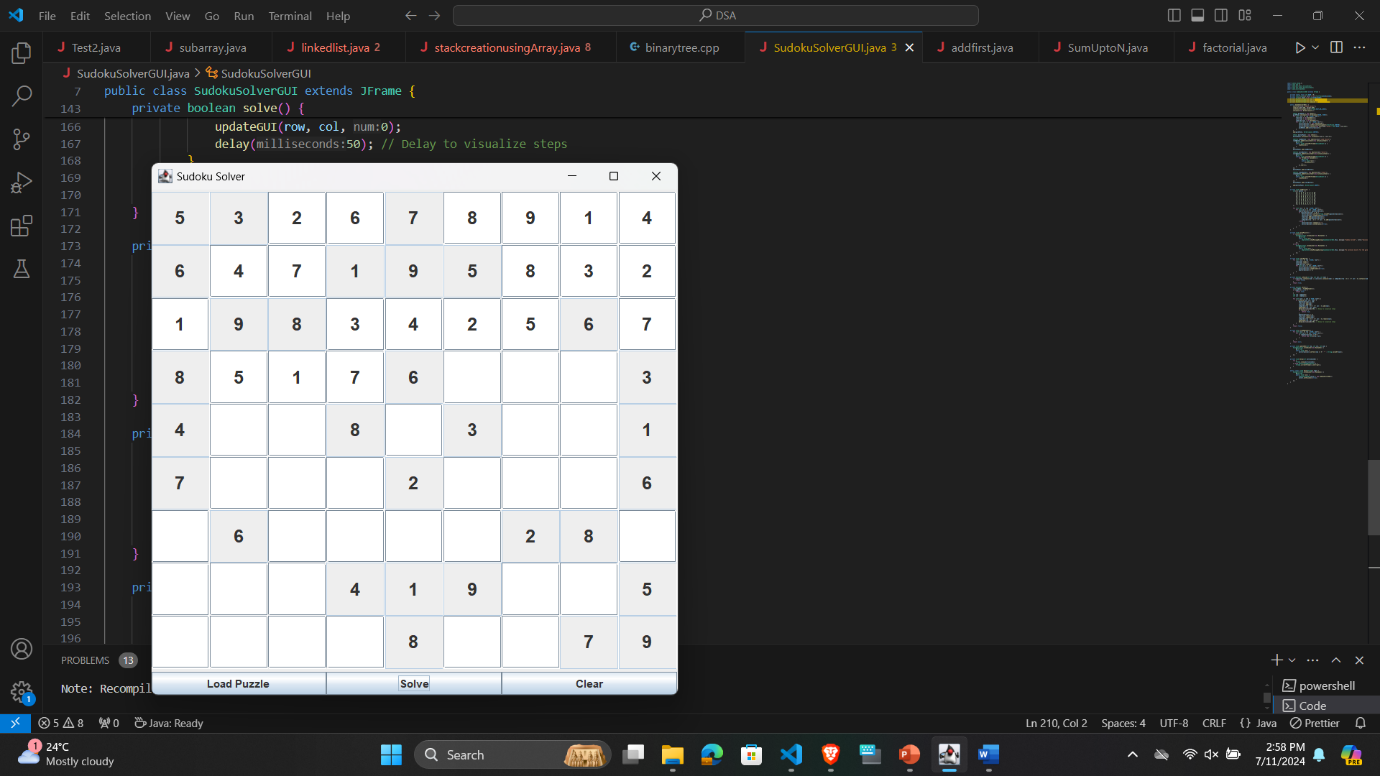 File Edit Selection View Go Run Terminal Help
DSA
Test2.java subarray.java linkedlist.java 2 stackcreationusingArray.java 8 binarytree.cpp SudokuSolverGUI.java 3 addfirst.java SumUptoN.java factorial.java
SudokuSolverGUI.java > SudokuSolverGUI
7 public class SudokuSolverGUI extends JFrame {
143 private boolean solve() {
166 updateGUI(row, col, num:0);
167 delay(milliseconds:50); // Delay to visualize steps
168 }
169
170
171 }
172
173 pri
174
175
176
177
178
179
180
181
182 }
183
184 pri
185
186
187
188
189
190
191 }
192
193 pri
194
195
196
Sudoku Solver
5 3 2 6 7 8 9 1 4
6 4 7 1 9 5 8 3 2
1 9 8 3 4 2 5 6 7
8 5 1 7 6 3
4 8 3 1
7 2 6
6 2 8
4 1 9 5
8 7 9
Load Puzzle Solve Clear
PROBLEMS 13
Note: Recompil
powershell
Code
1
5 8 0 Java: Ready Ln 210, Col 2 Spaces: 4 UTF-8 CRLF {} Java Prettier
1 24°C
Mostly cloudy
Search
2:58 PM
7/11/2024
PRE